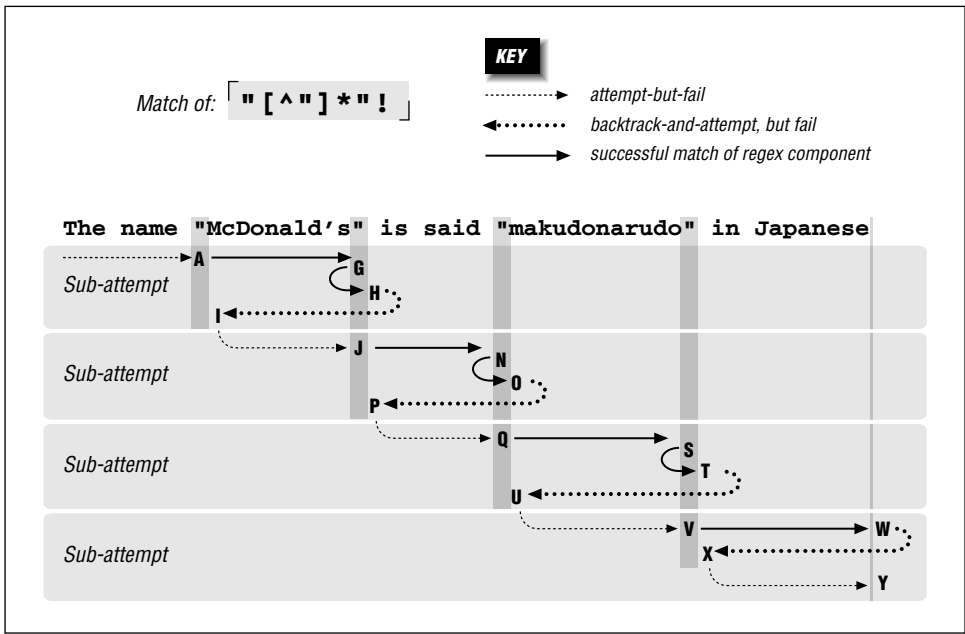 KEY
Match of: "[^"]*"!
attempt-but-fail
backtrack-and-attempt, but fail
successful match of regex component
The name "McDonald's" is said "makudonarudo" in Japanese
A
G
Sub-attempt
H
I
J
N
Sub-attempt
O
P
Q
S
Sub-attempt
T
U
V W
Sub-attempt
X
Y